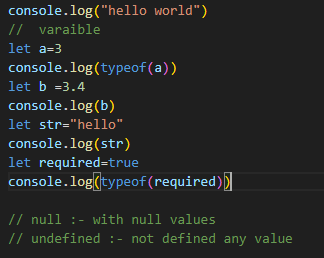 console.log("hello world")
//  varaible
let a=3
console.log(typeof(a))
let b =3.4
console.log(b)
let str="hello"
console.log(str)
let required=true
console.log(typeof(required))

// null :- with null values
// undefined :- not defined any value